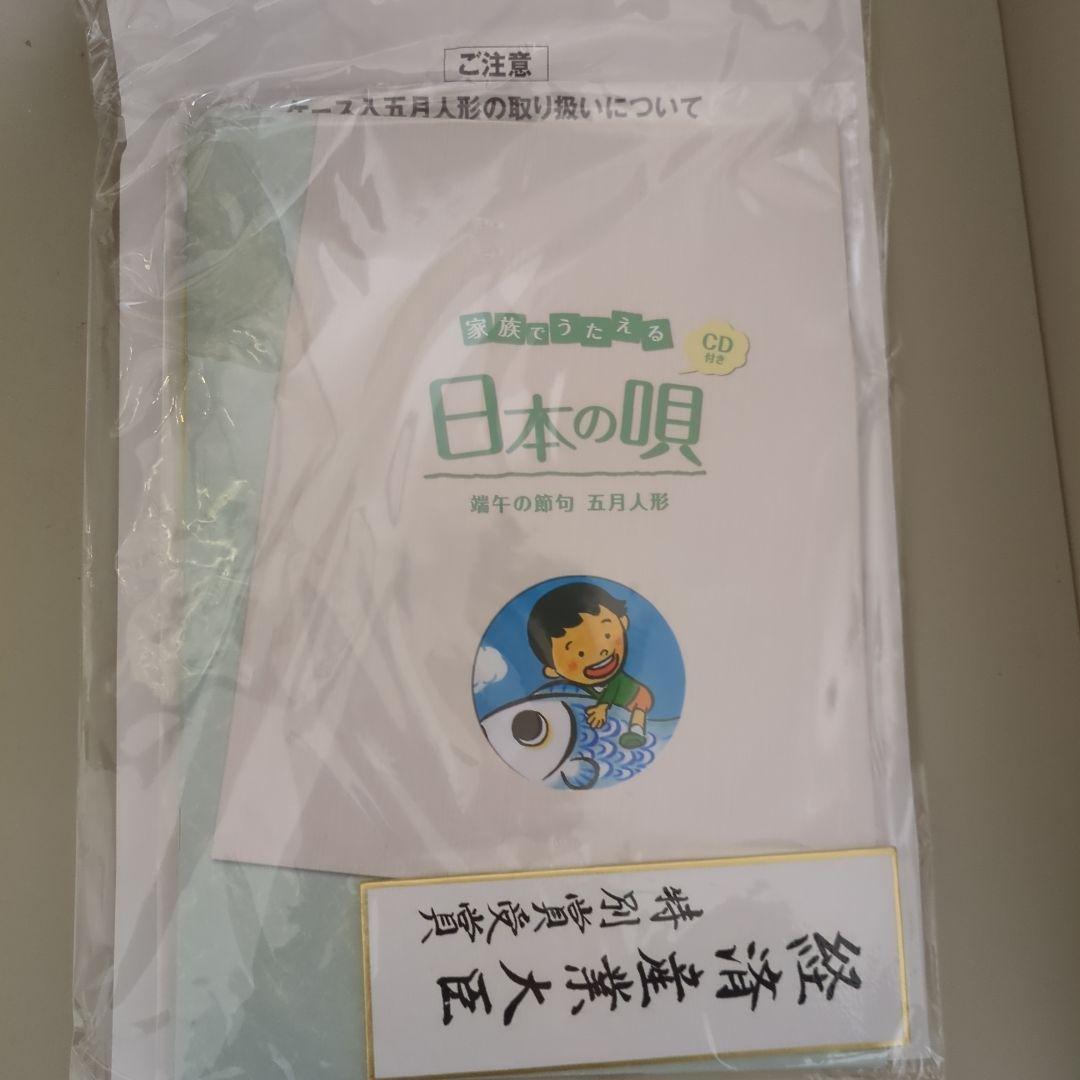 ご注意
ケース入五月人形の取り扱いについて
家族でうたえる
CD
付き
日本の唄
端午の節句 五月人形
経済産業大臣
特別賞受賞